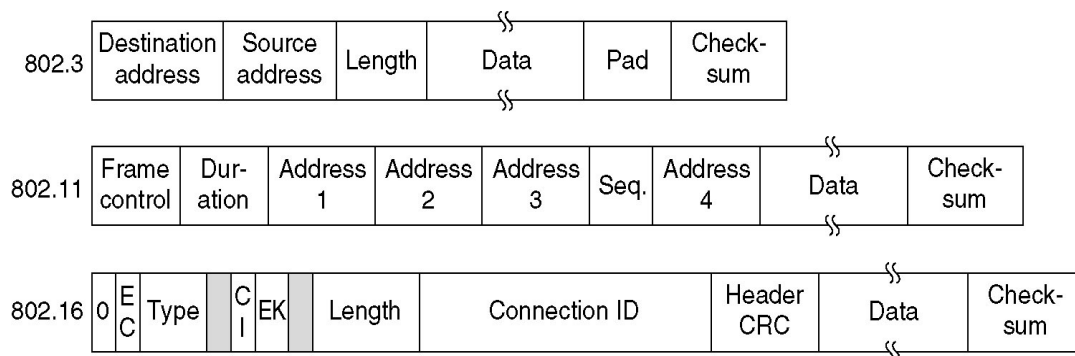 802.3 Destination address Source address Length Data Pad Check-sum
802.11 Frame control Dur-ation Address 1 Address 2 Address 3 Seq. Address 4 Data Check-sum
802.16 0 EC Type CI EK Length Connection ID Header CRC Data Check-sum